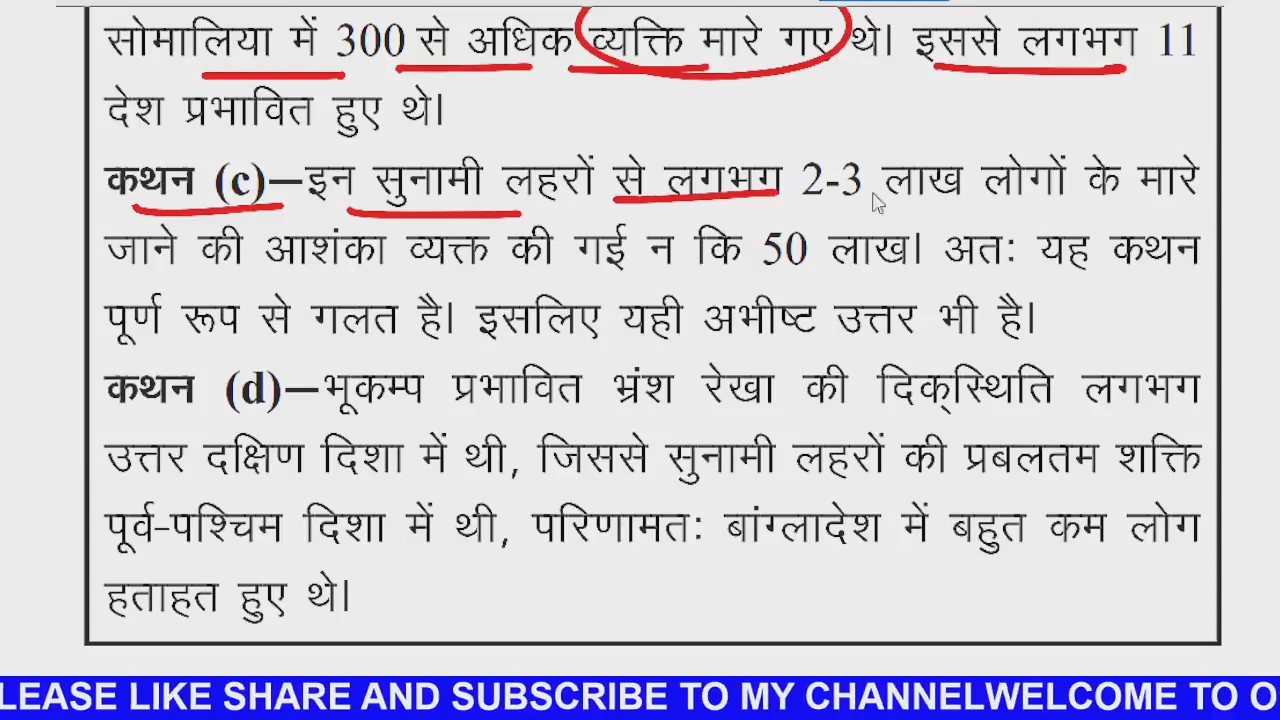 सोमालिया में 300 से अधिक व्यक्ति मारे गए थे। इससे लगभग 11
देश प्रभावित हुए थे।
कथन (c)—इन सुनामी लहरों से लगभग 2-3 लाख लोगों के मारे
जाने की आशंका व्यक्त की गई न कि 50 लाख। अतः यह कथन
पूर्ण रूप से गलत है। इसलिए यही अभीष्ट उत्तर भी है।
कथन (d)—भूकम्प प्रभावित भ्रंश रेखा की दिक्स्थिति लगभग
उत्तर दक्षिण दिशा में थी, जिससे सुनामी लहरों की प्रबलतम शक्ति
पूर्व-पश्चिम दिशा में थी, परिणामतः बांग्लादेश में बहुत कम लोग
हताहत हुए थे।
LEASE LIKE SHARE AND SUBSCRIBE TO MY CHANNELWELCOME TO O